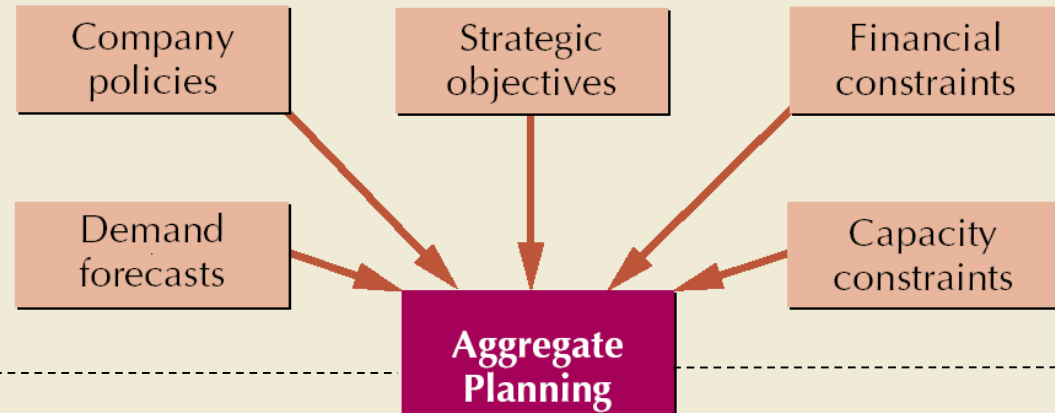 Company
policies
Strategic
objectives
Financial
constraints
Demand
forecasts
Capacity
constraints
Aggregate
Planning